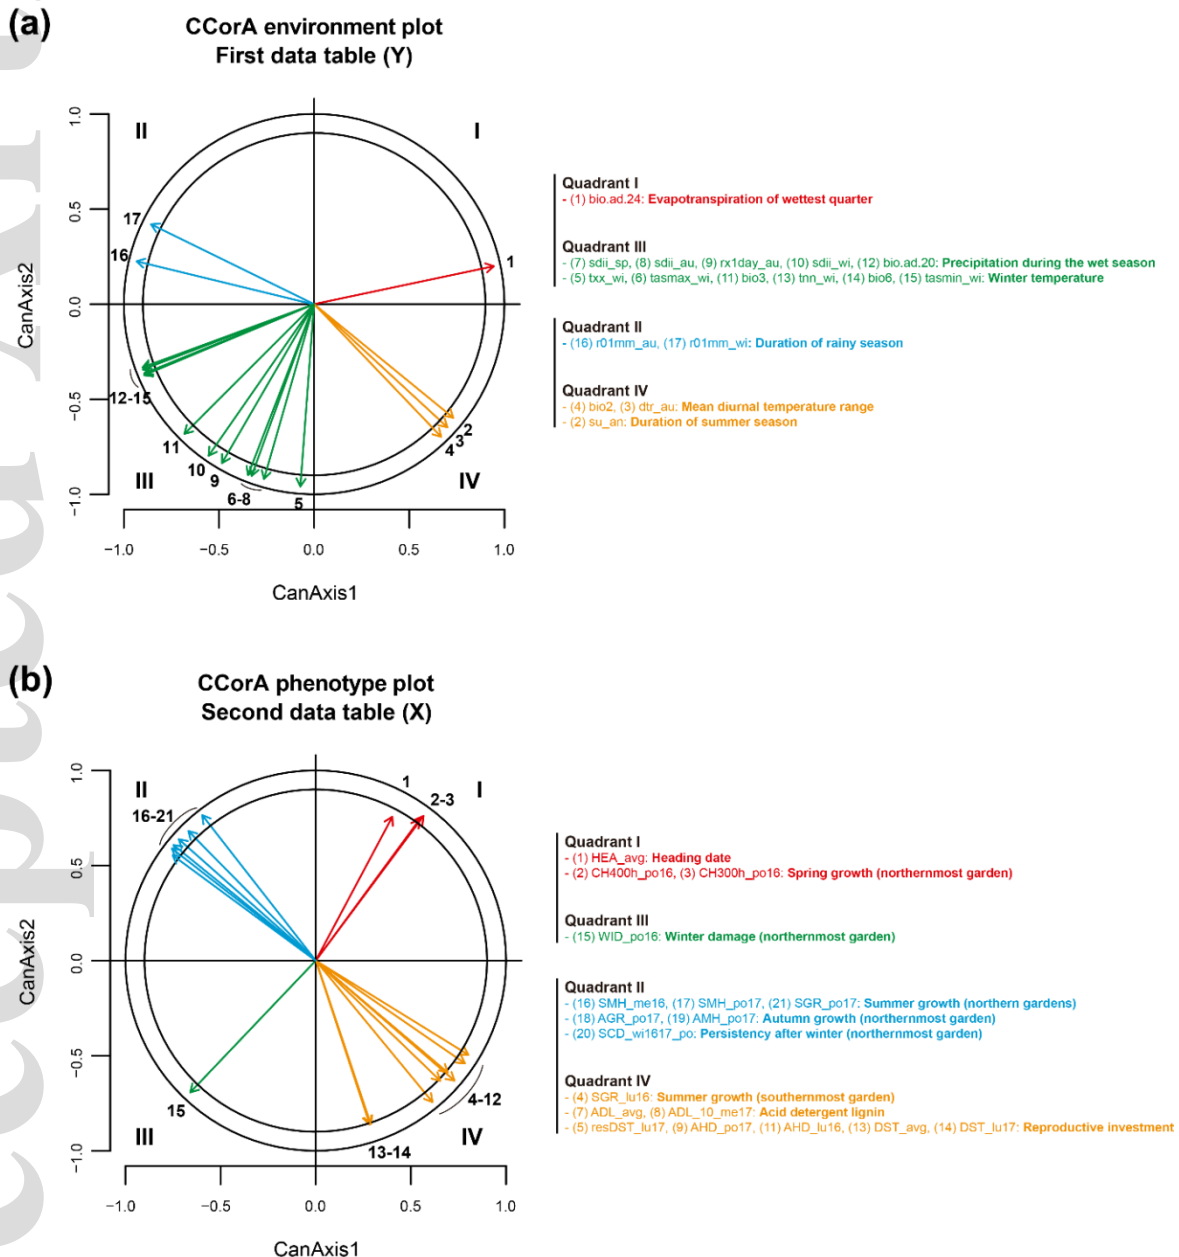 (a)
CCorA environment plot
First data table (Y)
II
I
17
16
1
12-15
11
10
9
6-8
5
4
3
2
III
IV
1.0
0.5
0.0
−0.5
−1.0
CanAxis2
−1.0
−0.5
0.0
0.5
1.0
CanAxis1
Quadrant I
- (1) bio.ad.24: Evapotranspiration of wettest quarter
Quadrant III
- (7) sdii_sp, (8) sdii_au, (9) rx1day_au, (10) sdii_wi, (12) bio.ad.20: Precipitation during the wet season
- (5) txx_wi, (6) tasmax_wi, (11) bio3, (13) tnn_wi, (14) bio6, (15) tasmin_wi: Winter temperature
Quadrant II
- (16) r01mm_au, (17) r01mm_wi: Duration of rainy season
Quadrant IV
- (4) bio2, (3) dtr_au: Mean diurnal temperature range
- (2) su_an: Duration of summer season
(b)
CCorA phenotype plot
Second data table (X)
II
I
1
2-3
16-21
15
4-12
13-14
III
IV
1.0
0.5
0.0
−0.5
−1.0
CanAxis2
−1.0
−0.5
0.0
0.5
1.0
CanAxis1
Quadrant I
- (1) HEA_avg: Heading date
- (2) CH400h_po16, (3) CH300h_po16: Spring growth (northernmost garden)
Quadrant III
- (15) WID_po16: Winter damage (northernmost garden)
Quadrant II
- (16) SMH_me16, (17) SMH_po17, (21) SGR_po17: Summer growth (northern gardens)
- (18) AGR_po17, (19) AMH_po17: Autumn growth (northernmost garden)
- (20) SCD_wi1617_po: Persistency after winter (northernmost garden)
Quadrant IV
- (4) SGR_lu16: Summer growth (southernmost garden)
- (7) ADL_avg, (8) ADL_10_me17: Acid detergent lignin
- (5) resDST_lu17, (9) AHD_po17, (11) AHD_lu16, (13) DST_avg, (14) DST_lu17: Reproductive investment